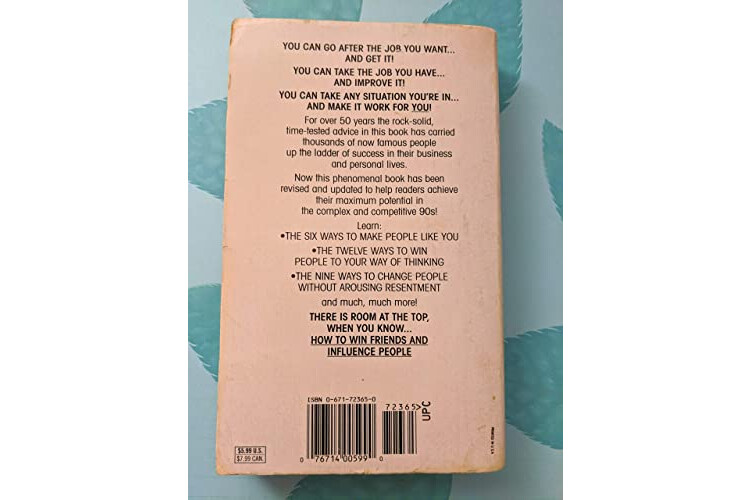 YOU CAN GO AFTER THE JOB YOU WANT...
AND GET IT!
YOU CAN TAKE THE JOB YOU HAVE...
AND IMPROVE IT!
YOU CAN TAKE ANY SITUATION YOU'RE IN...
AND MAKE IT WORK FOR YOU!
For over 50 years the rock-solid,
time-tested advice in this book has carried
thousands of now famous people
up the ladder of success in their business
and personal lives.
Now this phenomenal book has been
revised and updated to help readers achieve
their maximum potential in
the complex and competitive 90s!
Learn:
•THE SIX WAYS TO MAKE PEOPLE LIKE YOU
•THE TWELVE WAYS TO WIN
PEOPLE TO YOUR WAY OF THINKING
•THE NINE WAYS TO CHANGE PEOPLE
WITHOUT AROUSING RESENTMENT
and much, much more!
THERE IS ROOM AT THE TOP,
WHEN YOU KNOW...
HOW TO WIN FRIENDS AND
INFLUENCE PEOPLE
ISBN 0-671-72365-0
72365>
UPC
$5.99 U.S.
$7.99 CAN.
0 76714 00599 0